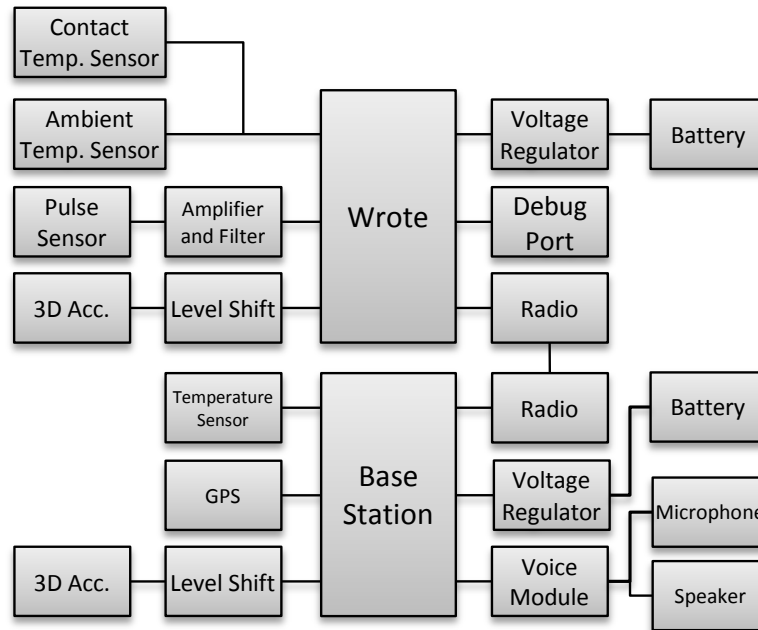 Contact
Temp. Sensor
Ambient
Temp. Sensor
Pulse
Sensor
Amplifier
and Filter
3D Acc.
Level Shift
Wrote
Voltage
Regulator
Battery
Debug
Port
Radio
Temperature
Sensor
GPS
3D Acc.
Level Shift
Base
Station
Radio
Battery
Voltage
Regulator
Voice
Module
Microphone
Speaker